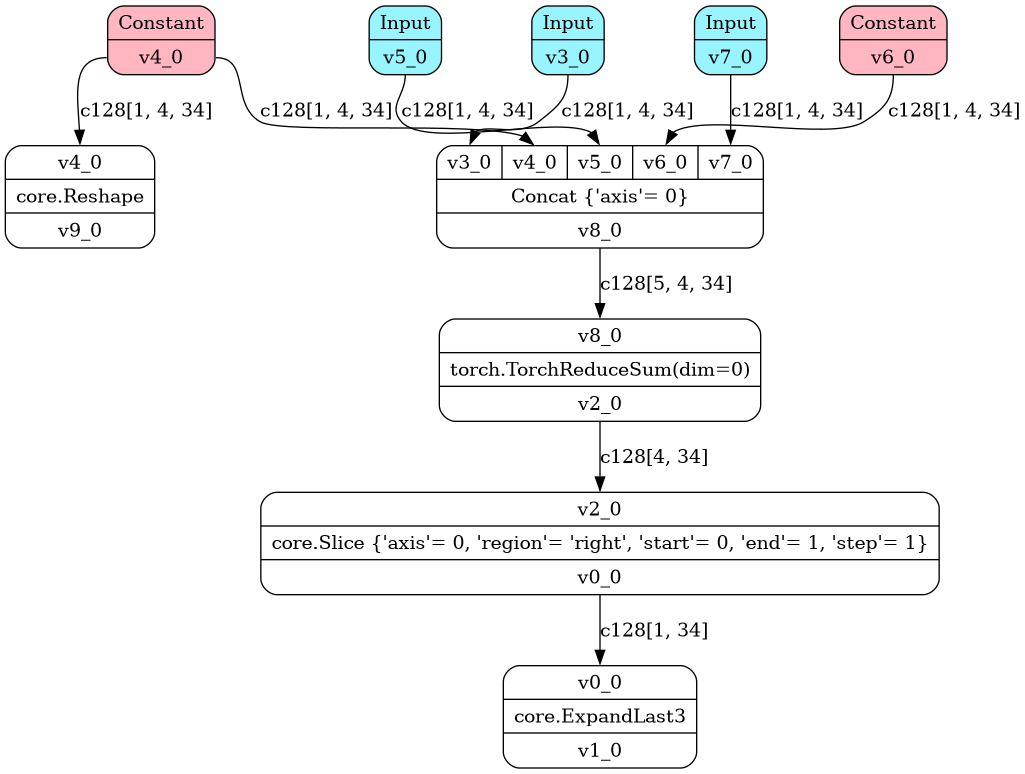 Constant
v4_0
Input
v5_0
Input
v3_0
Input
v7_0
Constant
v6_0
c128[1, 4, 34]
c128[1, 4, 34]
c128[1, 4, 34]
c128[1, 4, 34]
c128[1, 4, 34]
c128[1, 4, 34]
v4_0
core.Reshape
v9_0
v3_0
v4_0
v5_0
v6_0
v7_0
Concat {'axis'= 0}
v8_0
c128[5, 4, 34]
v8_0
torch.TorchReduceSum(dim=0)
v2_0
c128[4, 34]
v2_0
core.Slice {'axis'= 0, 'region'= 'right', 'start'= 0, 'end'= 1, 'step'= 1}
v0_0
c128[1, 34]
v0_0
core.ExpandLast3
v1_0